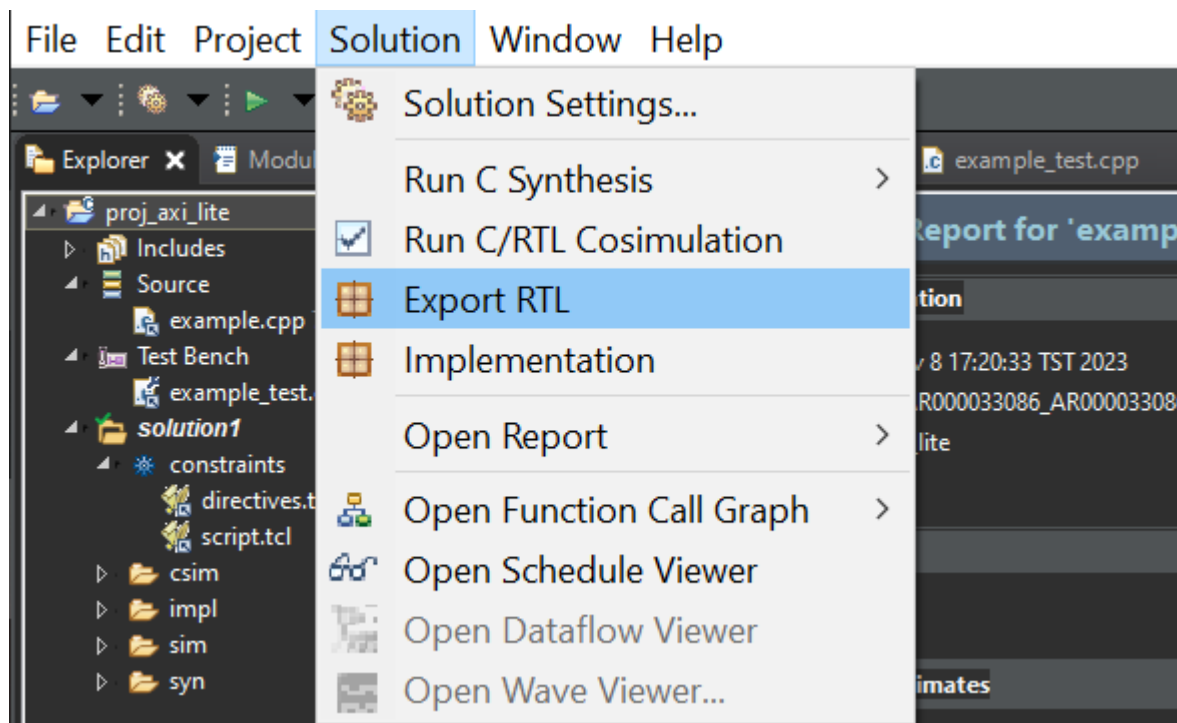 File Edit Project Solution Window Help
Solution Settings...
Run C Synthesis
Run C/RTL Cosimulation
Export RTL
Implementation
Open Report
Open Function Call Graph
Open Schedule Viewer
Open Dataflow Viewer
Open Wave Viewer...
Explorer Modul
proj_axi_lite
Includes
Source
example.cpp
Test Bench
example_test.
solution1
constraints
directives.t
script.tcl
csim
impl
sim
syn
example_test.cpp
Report for 'examp
tion
8 17:20:33 TST 2023
R000033086_AR00003308
lite
imates